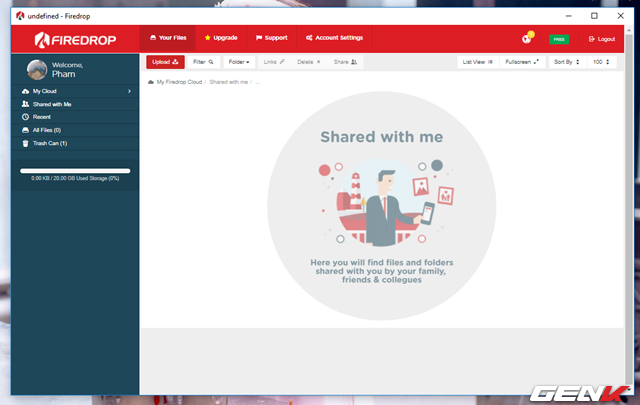 undefined - Firedrop
FIREDROP
Your Files
Upgrade
Support
Account Settings
1
FREE
Logout
Welcome,
Pham
My Cloud
Shared with Me
Recent
All Files (0)
Trash Can (1)
0.00 KB / 20.00 GB Used Storage (0%)
Upload
Filter
Folder
Links
Delete
Share
List View
Fullscreen
Sort By
100
My Firedrop Cloud / Shared with me / ...
Shared with me
Here you will find files and folders
shared with you by your family,
friends & collegues
GENK